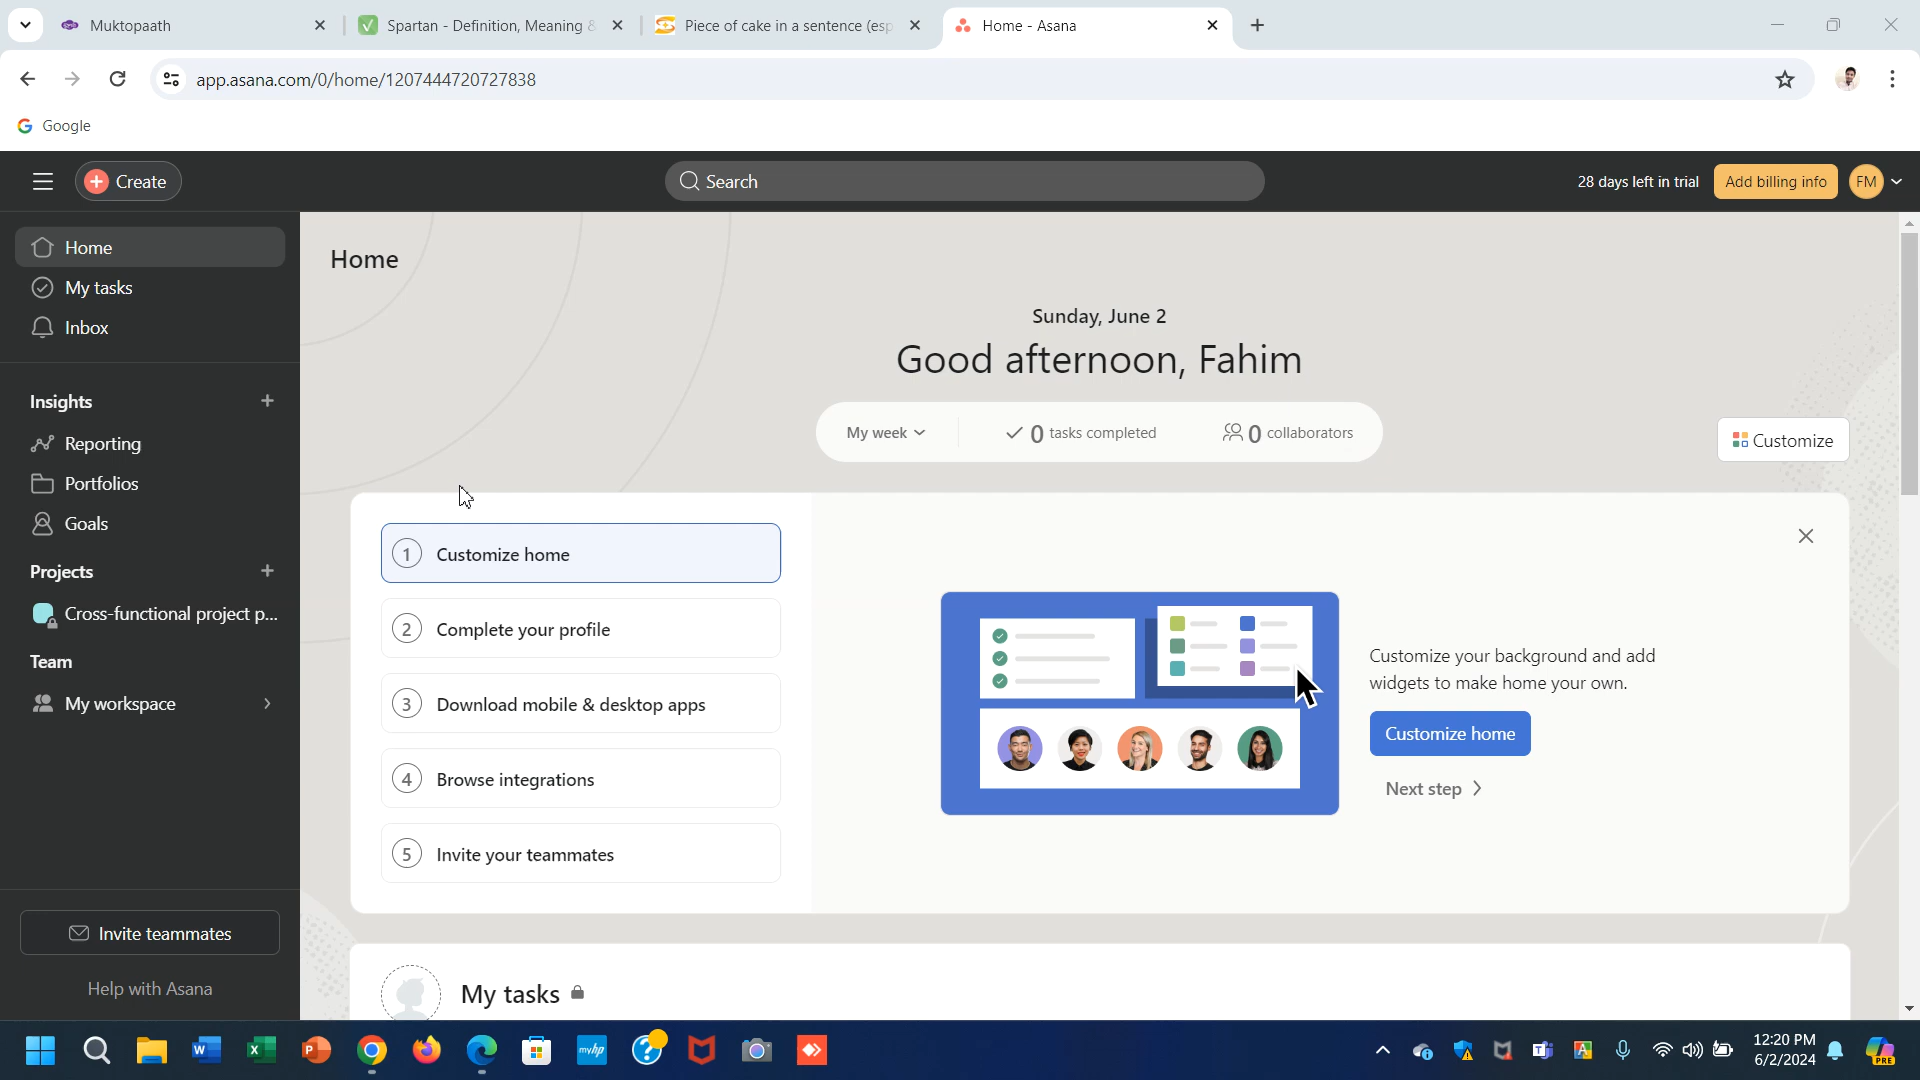 Muktopaath
Spartan - Definition, Meaning &
Piece of cake in a sentence (esp
Home - Asana
app.asana.com/0/home/1207444720727838
Google
Create
Search
28 days left in trial
Add billing info
FM
Home
My tasks
Inbox
Insights
Reporting
Portfolios
Goals
Projects
Cross-functional project p...
Team
My workspace
Invite teammates
Help with Asana
Home
Sunday, June 2
Good afternoon, Fahim
My week
0 tasks completed
0 collaborators
Customize
1 Customize home
2 Complete your profile
3 Download mobile & desktop apps
4 Browse integrations
5 Invite your teammates
Customize your background and add
widgets to make home your own.
Customize home
Next step
My tasks
12:20 PM
6/2/2024
myhp
PRE